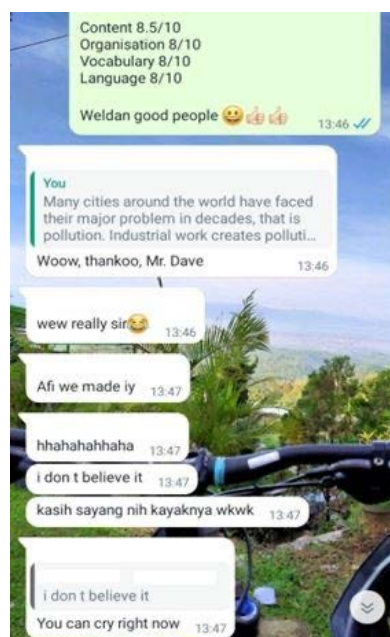 Content 8.5/10
Organisation 8/10
Vocabulary 8/10
Language 8/10
Weldan good people 😀👍🏻👍🏻
13:46
You
Many cities around the world have faced
their major problem in decades, that is
pollution. Industrial work creates polluti...
Woow, thankoo, Mr. Dave 13:46
wew really sir😂 13:46
Afi we made iy 13:47
hhahahahhaha 13:47
i don t believe it 13:47
kasih sayang nih kayaknya wkwk 13:47
i don t believe it
You can cry right now 13:47